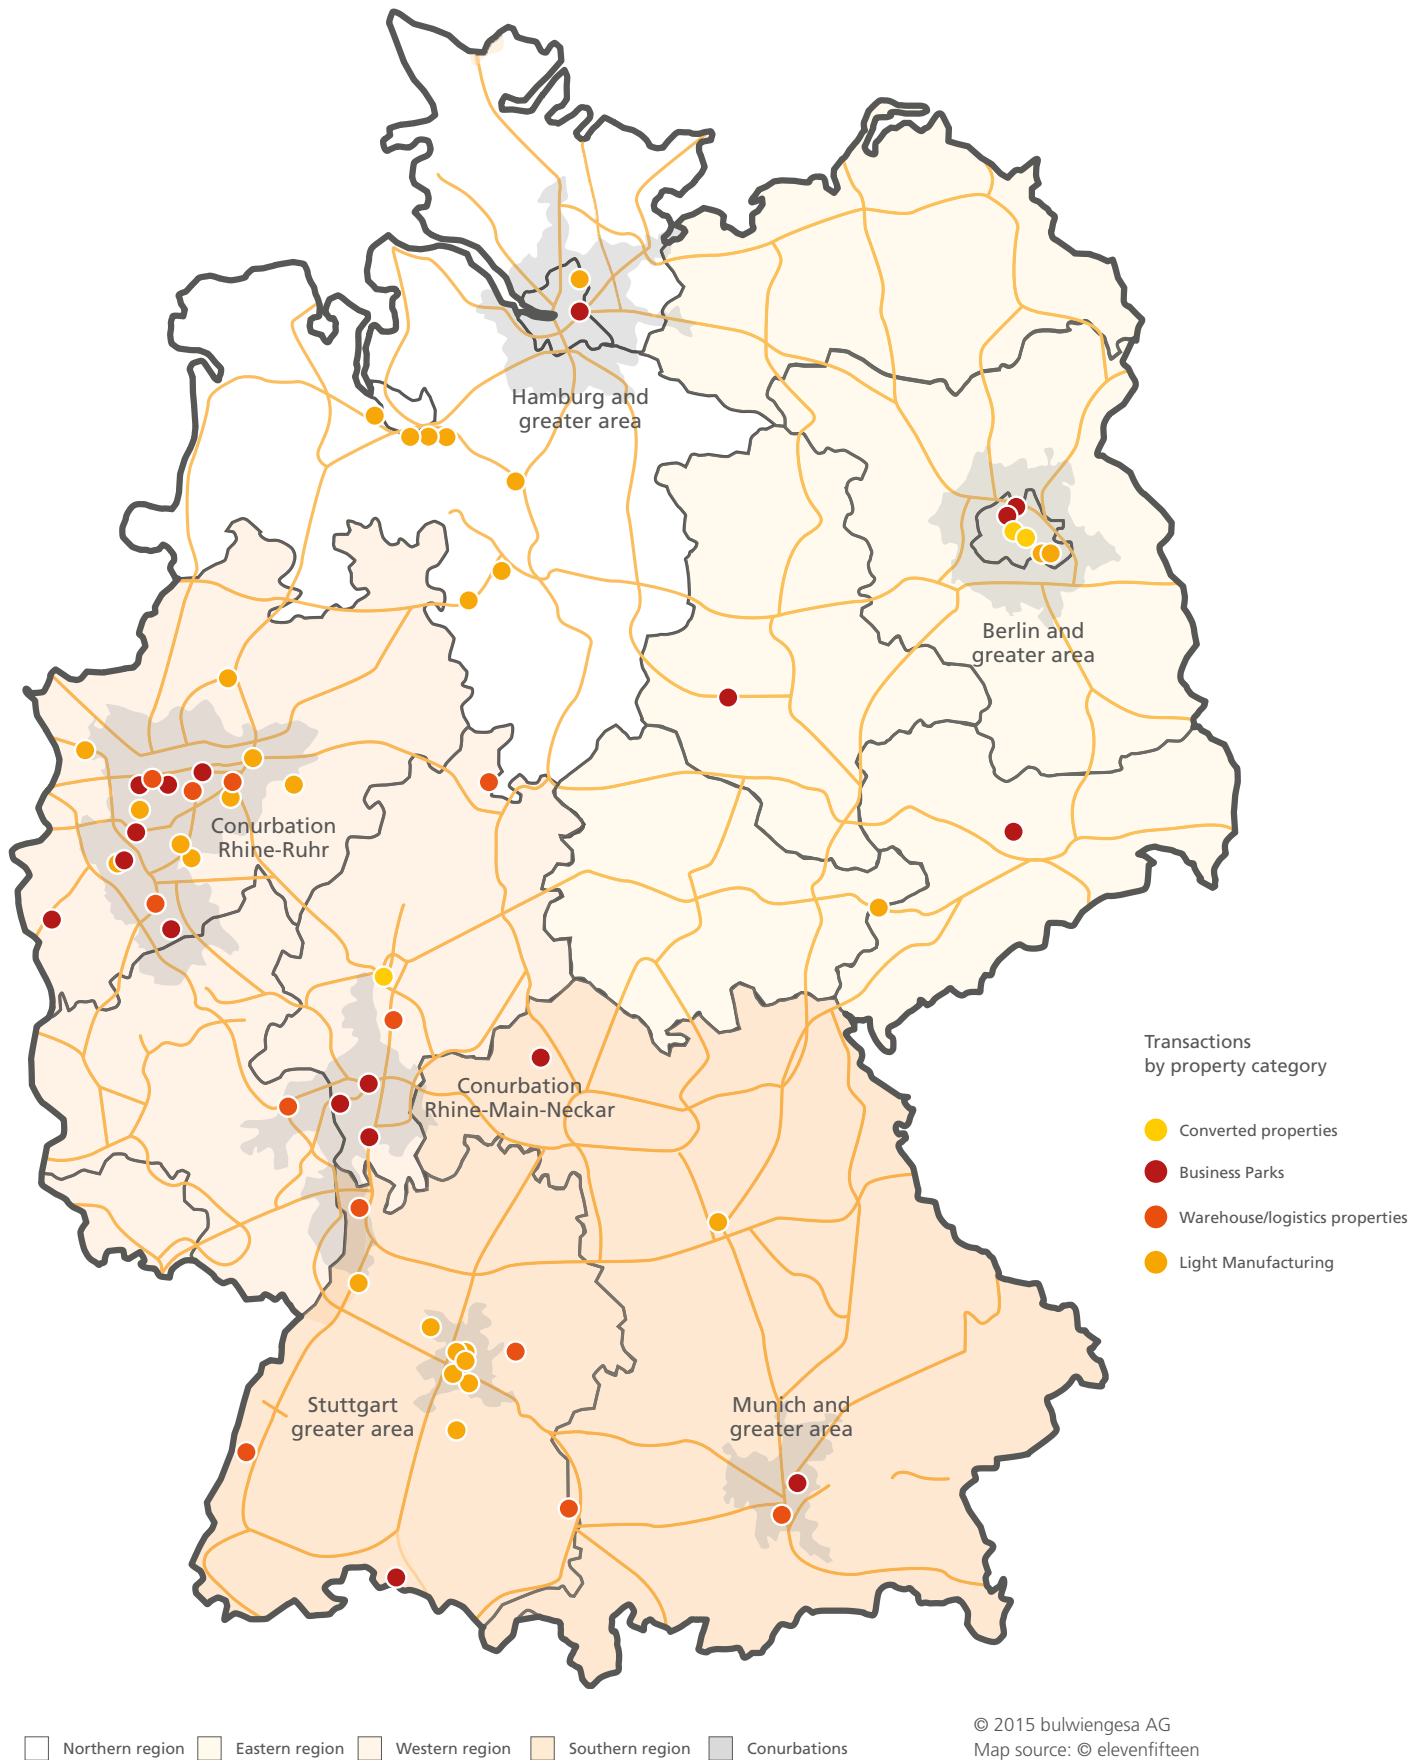 Hamburg and
greater area
Berlin and
greater area
Conurbation
Rhine-Ruhr
Conurbation
Rhine-Main-Neckar
Transactions
by property category
Converted properties
Business Parks
Warehouse/logistics properties
Light Manufacturing
Stuttgart
greater area
Munich and
greater area
© 2015 bulwiengesa AG
Map source: © elevenfifteen
Northern region
Eastern region
Western region
Southern region
Conurbations